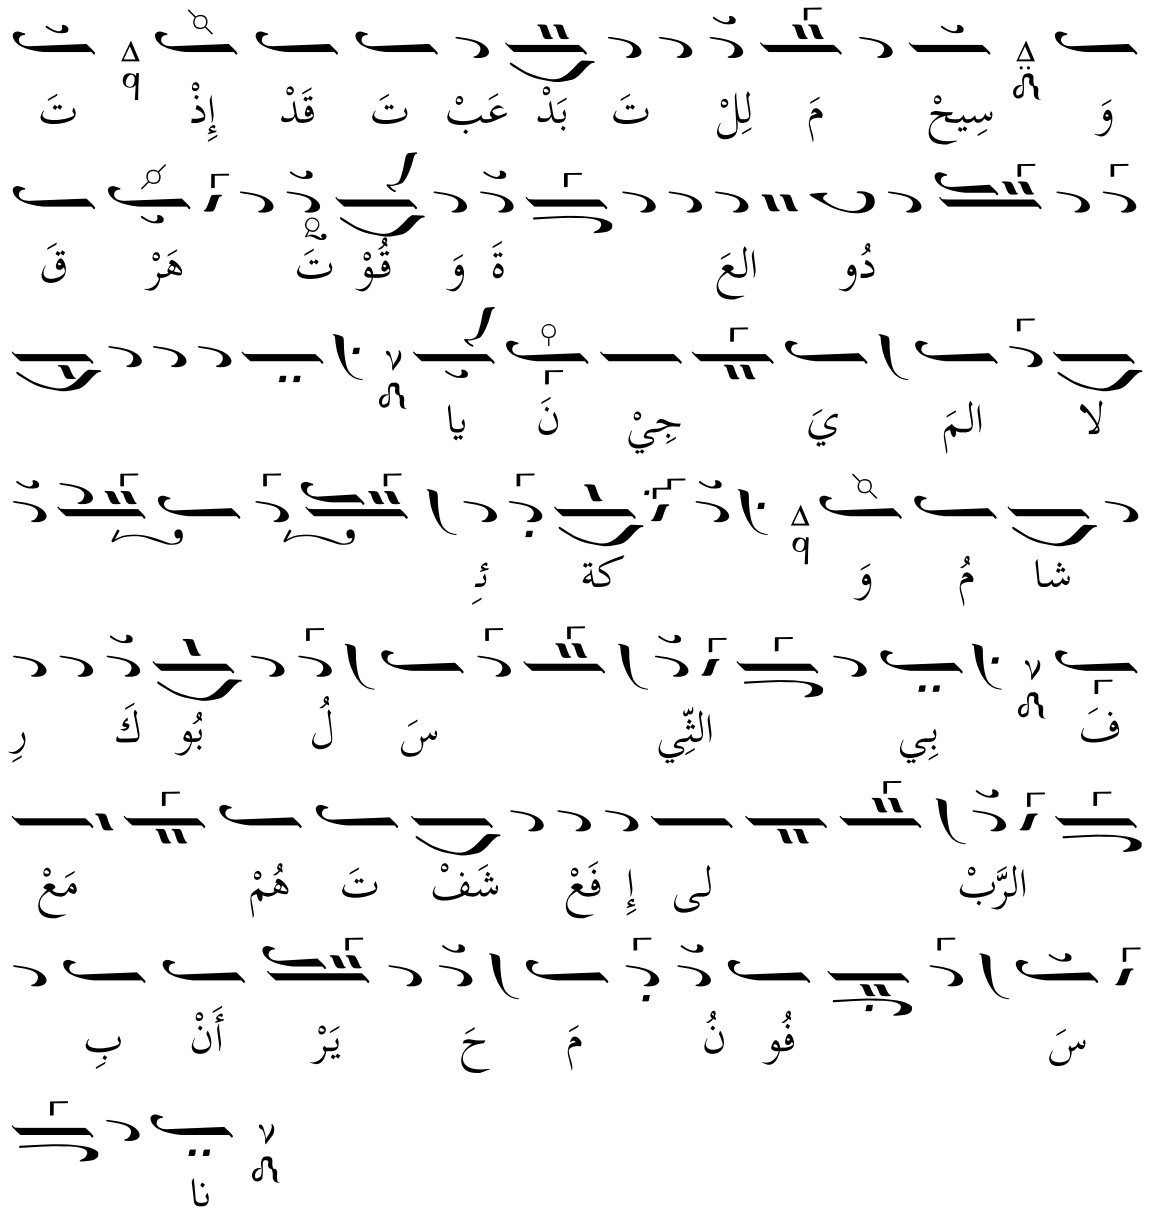 وَ سِيحْ مَ لِلْ تَ بَدْ عَبْ تَ قَدْ إِذْ تَ
دُو العَ ةَ وَ قُوْ تَّ هَرْ قَ
لا المَ يَ جِيْ نَ يا
شا مُ وَ كة ئِـ
فَ بِي الثِّي سَ لُ بُو كَ رِ
الرَّبْ لى إِ فَعْ شَفْ تَ هُمْ مَعْ
سَ فُو نُ مَ حَ يَرْ أَنْ بِ
نا